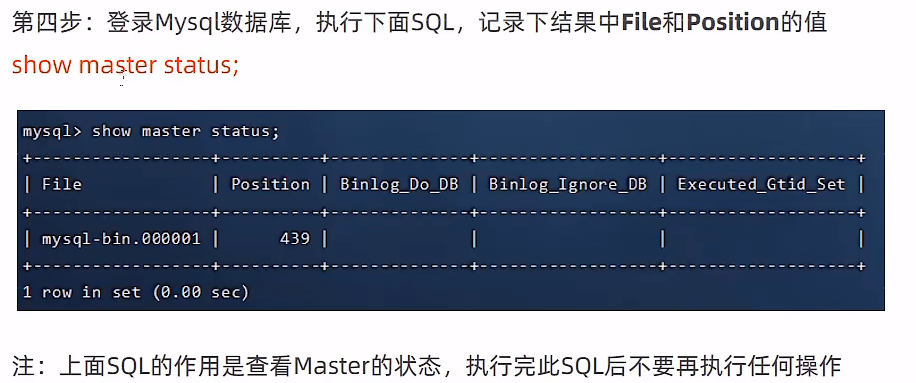 第四步：登录Mysql数据库，执行下面SQL，记录下结果中File和Position的值
show master status;
mysql> show master status;
+------------------+----------+--------------+------------------+-------------------+
| File             | Position | Binlog_Do_DB | Binlog_Ignore_DB | Executed_Gtid_Set |
+------------------+----------+--------------+------------------+-------------------+
| mysql-bin.000001 |      439 |              |                  |                   |
+------------------+----------+--------------+------------------+-------------------+
1 row in set (0.00 sec)
注：上面SQL的作用是查看Master的状态，执行完此SQL后不要再执行任何操作